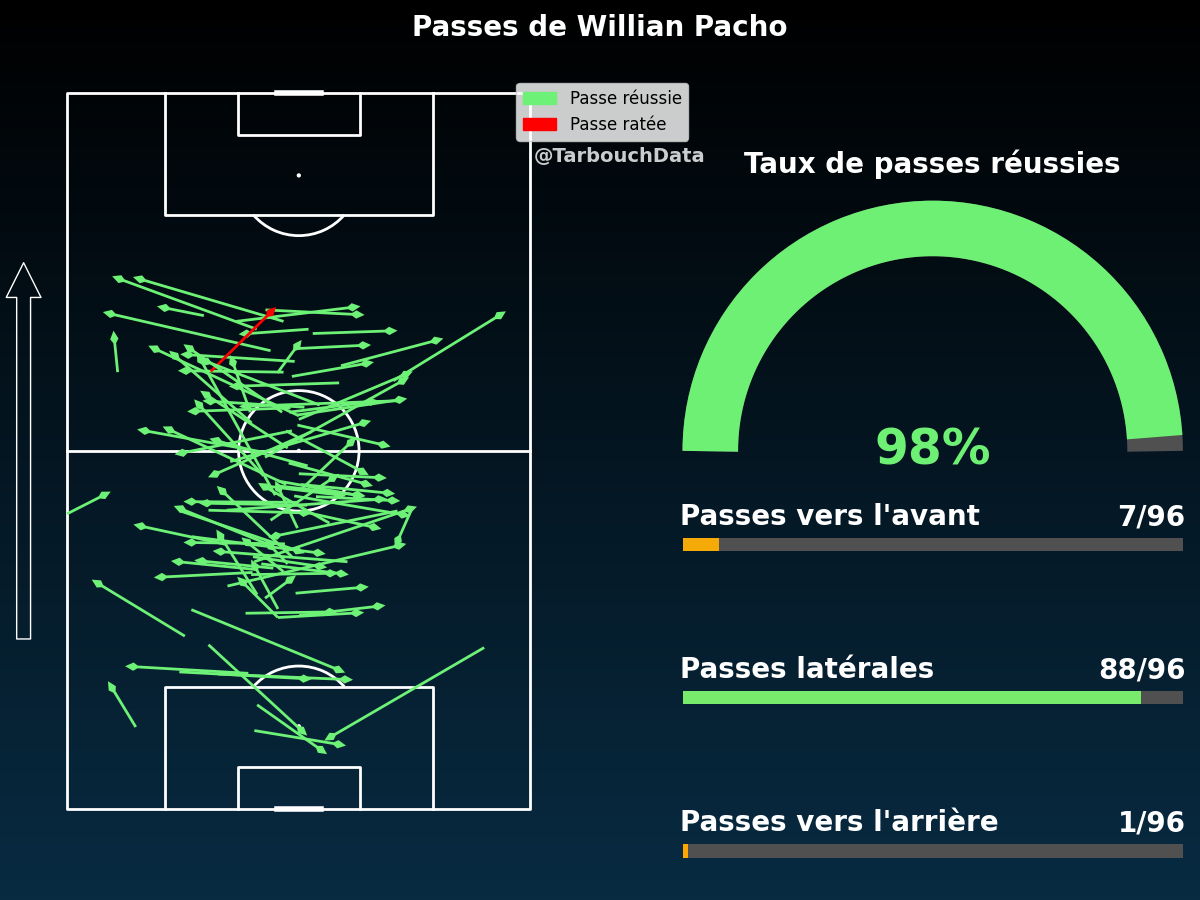 Passes de Willian Pacho
Passe réussie
Passe ratée
@TarbouchData
Taux de passes réussies
98%
Passes vers l'avant 7/96
Passes latérales 88/96
Passes vers l'arrière 1/96